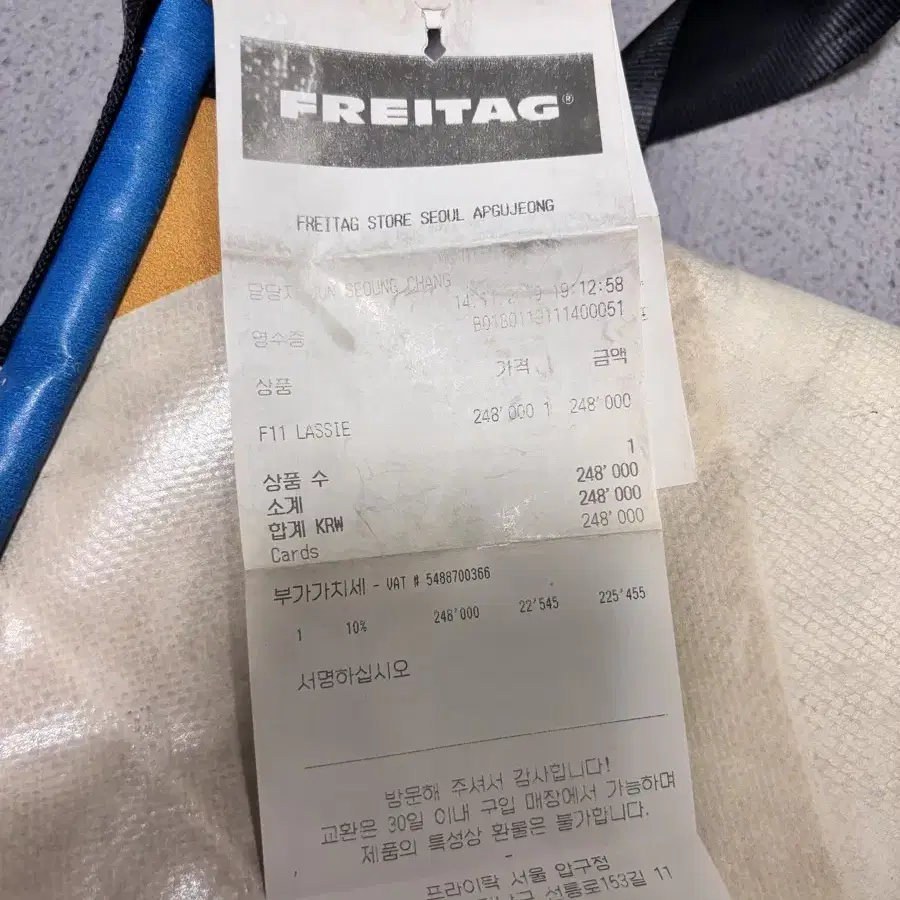 FREITAG®
FREITAG STORE SEOUL APGUJEONG
SEOUNG CHANG
19:12:58
영수증 B0180119111400051
상품 가격 금액
F11 LASSIE 248'000 1 248'000
1
상품 수 248'000
소계 248'000
합계 KRW 248'000
Cards
부가가치세 - VAT # 5488700366
1 10% 248'000 22'545 225'455
서명하십시오
방문해 주셔서 감사합니다!
교환은 30일 이내 구입 매장에서 가능하며
제품의 특성상 환물은 불가합니다.
-
프라이탁 서울 압구정
11